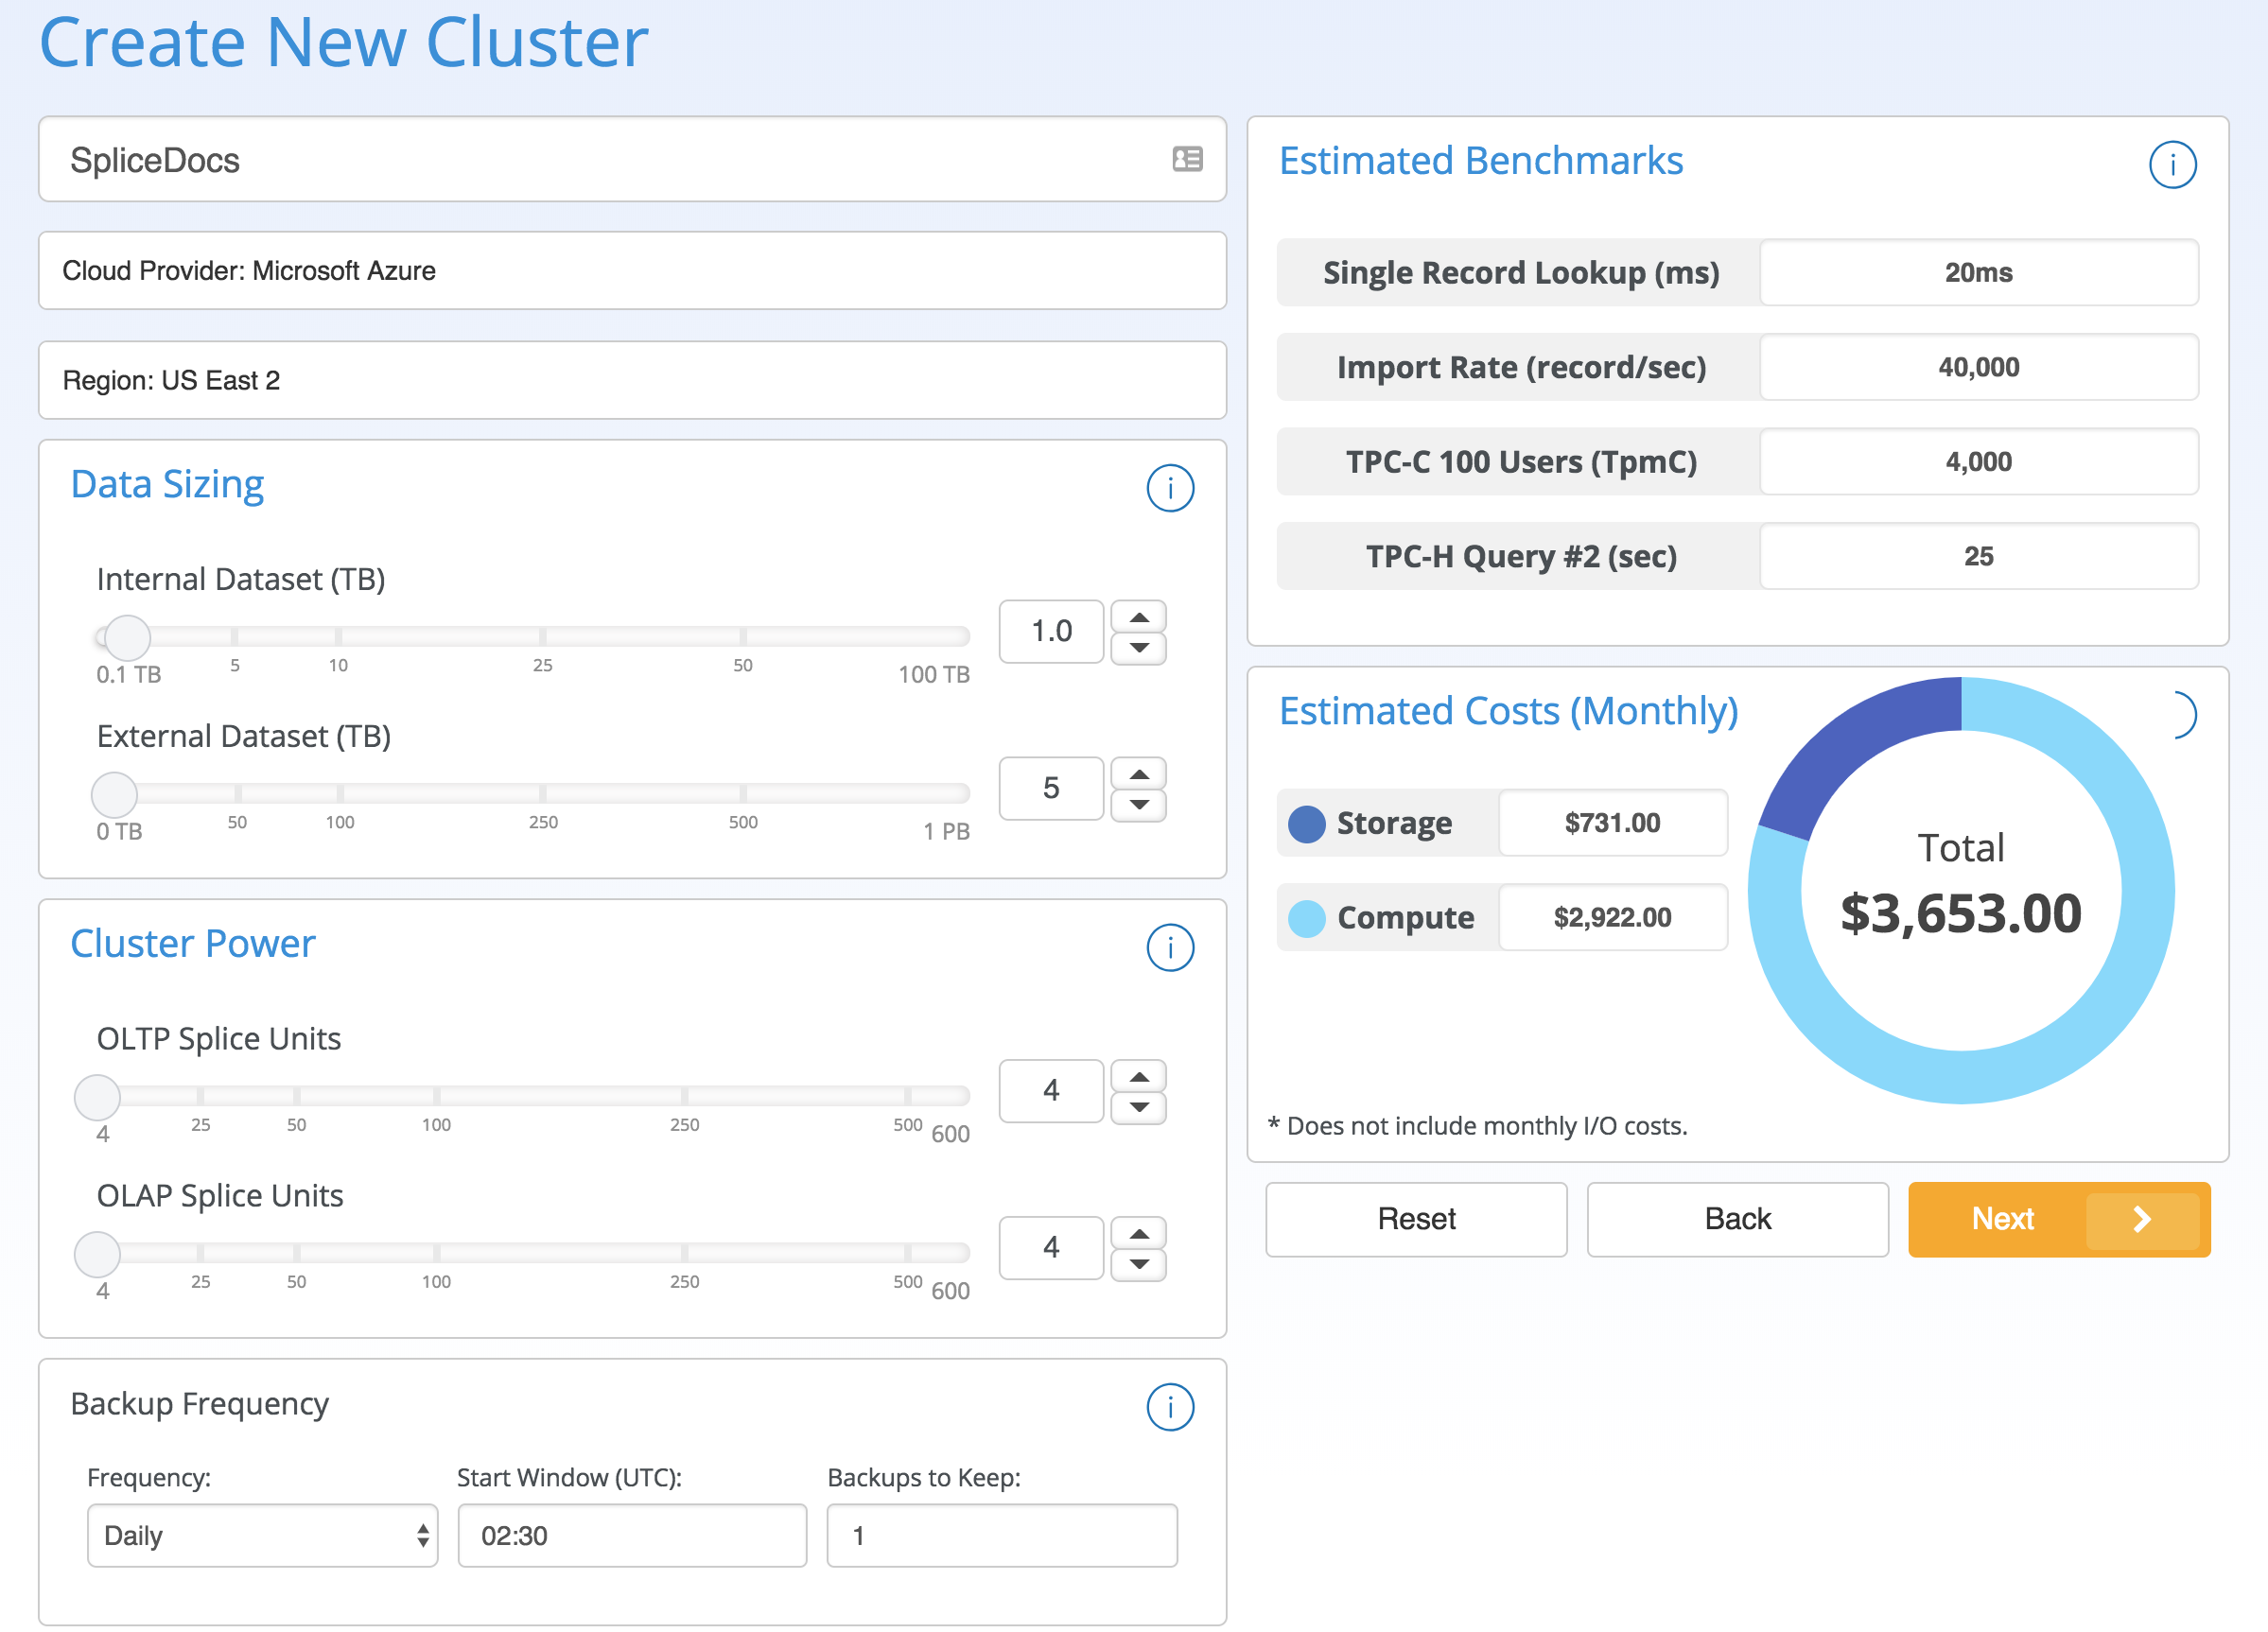 Create New Cluster
SpliceDocs
Cloud Provider: Microsoft Azure
Region: US East 2
Data Sizing
i
Internal Dataset (TB)
1.0
0.1 TB 5 10 25 50 100 TB
External Dataset (TB)
5
0 TB 50 100 250 500 1 PB
Cluster Power
i
OLTP Splice Units
4
4 25 50 100 250 500 600
OLAP Splice Units
4
4 25 50 100 250 500 600
Backup Frequency
i
Frequency: Start Window (UTC): Backups to Keep:
Daily 02:30 1
Estimated Benchmarks
i
Single Record Lookup (ms) 20ms
Import Rate (record/sec) 40,000
TPC-C 100 Users (TpmC) 4,000
TPC-H Query #2 (sec) 25
Estimated Costs (Monthly)
Storage $731.00
Compute $2,922.00
Total
$3,653.00
* Does not include monthly I/O costs.
Reset Back Next